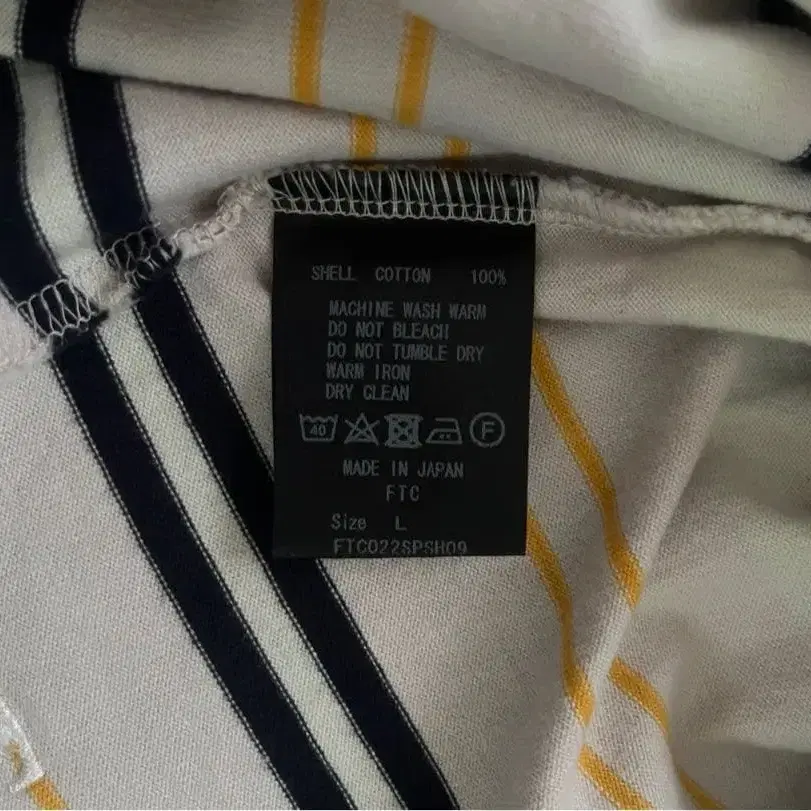 SHELL COTTON 100%
MACHINE WASH WARM
DO NOT BLEACH
DO NOT TUMBLE DRY
WARM IRON
DRY CLEAN
40 F
MADE IN JAPAN
FTC
Size L
FTC022SPSH09